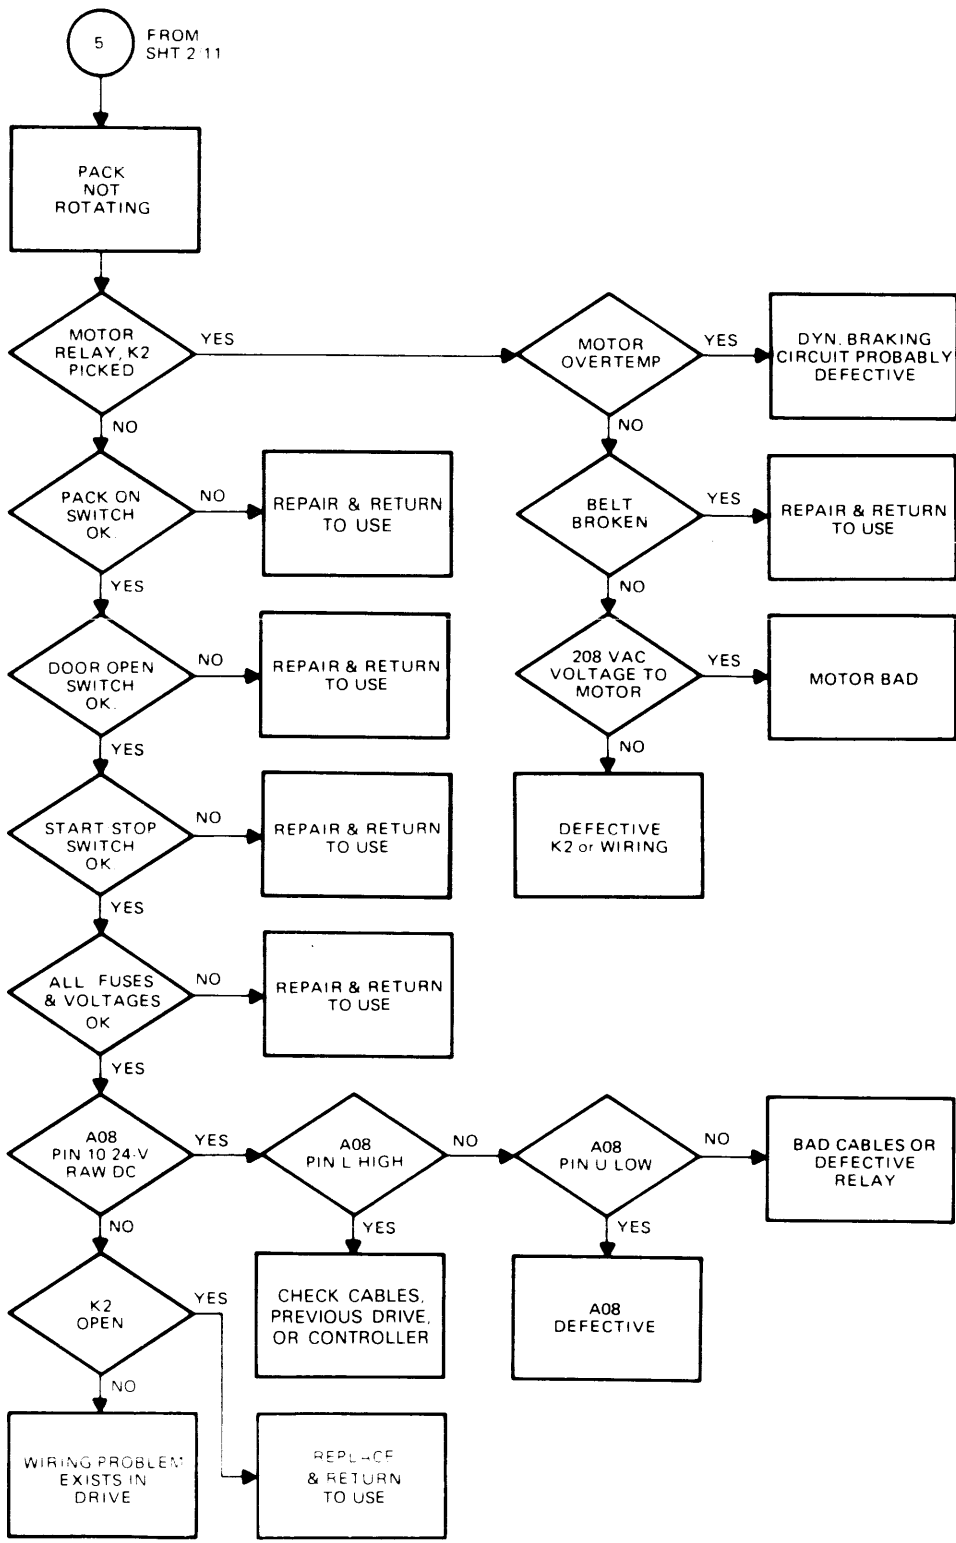 5
FROM
SHT 2 11
PACK
NOT
ROTATING
MOTOR
RELAY, K2
PICKED
YES
MOTOR
OVERTEMP
YES
DYN. BRAKING
CIRCUIT PROBABLY
DEFECTIVE
NO
NO
PACK ON
SWITCH
OK.
NO
REPAIR & RETURN
TO USE
BELT
BROKEN
YES
REPAIR & RETURN
TO USE
YES
NO
DOOR OPEN
SWITCH
OK.
NO
REPAIR & RETURN
TO USE
208 VAC
VOLTAGE TO
MOTOR
YES
MOTOR BAD
YES
NO
START STOP
SWITCH
OK
NO
REPAIR & RETURN
TO USE
DEFECTIVE
K2 or WIRING
YES
ALL FUSES
& VOLTAGES
OK
NO
REPAIR & RETURN
TO USE
YES
A08
PIN 10 24-V
RAW DC
YES
A08
PIN L HIGH
NO
A08
PIN U LOW
NO
BAD CABLES OR
DEFECTIVE
RELAY
NO
YES
YES
K2
OPEN
YES
CHECK CABLES,
PREVIOUS DRIVE,
OR CONTROLLER
A08
DEFECTIVE
NO
WIRING PROBLEM
EXISTS IN
DRIVE
REPLACE
& RETURN
TO USE